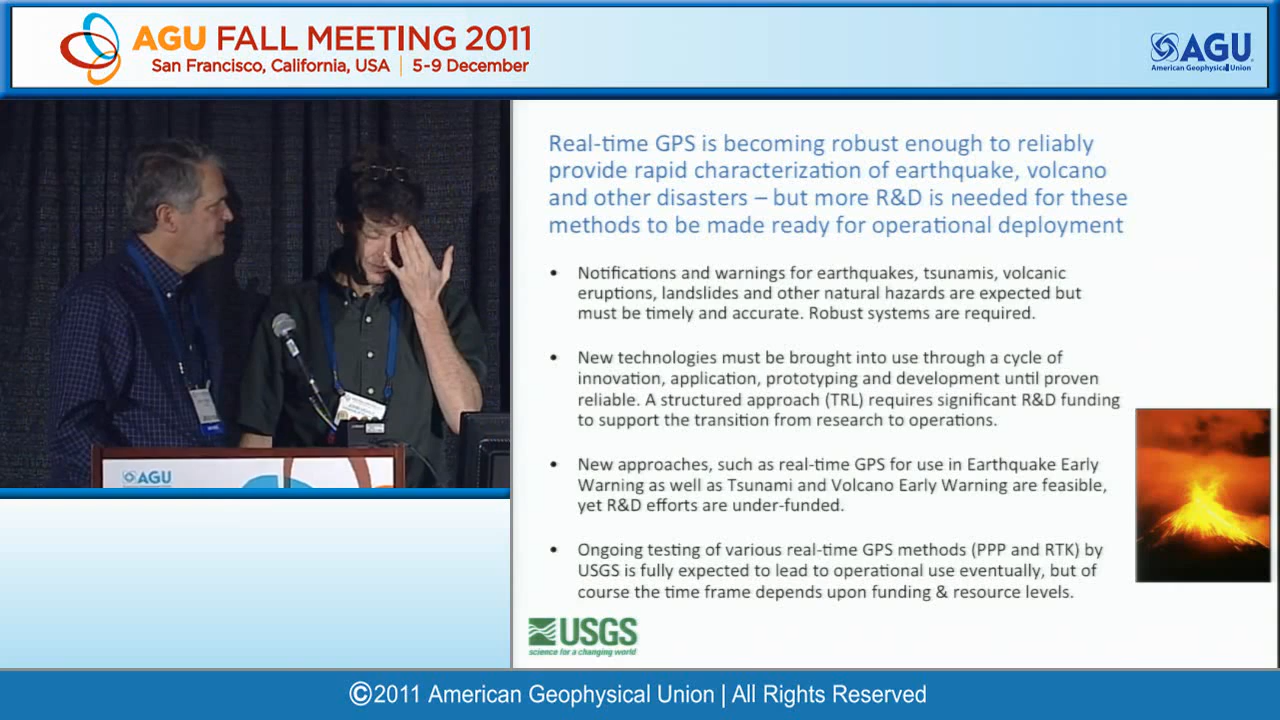 AGU FALL MEETING 2011
San Francisco, California, USA | 5-9 December
AGU
American Geophysical Union
Real-time GPS is becoming robust enough to reliably
provide rapid characterization of earthquake, volcano
and other disasters – but more R&D is needed for these
methods to be made ready for operational deployment
• Notifications and warnings for earthquakes, tsunamis, volcanic
eruptions, landslides and other natural hazards are expected but
must be timely and accurate. Robust systems are required.
• New technologies must be brought into use through a cycle of
innovation, application, prototyping and development until proven
reliable. A structured approach (TRL) requires significant R&D funding
to support the transition from research to operations.
• New approaches, such as real-time GPS for use in Earthquake Early
Warning as well as Tsunami and Volcano Early Warning are feasible,
yet R&D efforts are under-funded.
• Ongoing testing of various real-time GPS methods (PPP and RTK) by
USGS is fully expected to lead to operational use eventually, but of
course the time frame depends upon funding & resource levels.
USGS
science for a changing world
AGU
©2011 American Geophysical Union | All Rights Reserved